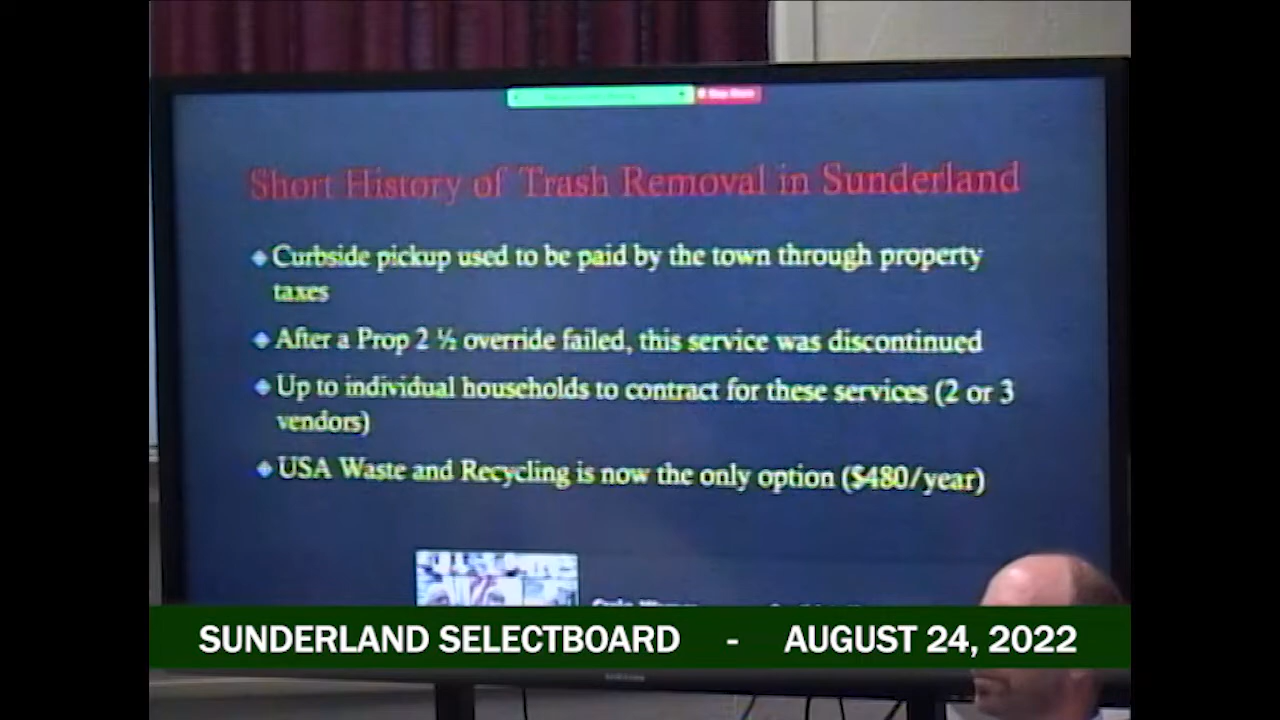 Short History of Trash Removal in Sunderland
Curbside pickup used to be paid by the town through property
taxes
After a Prop 2 ½ override failed, this service was discontinued
Up to individual households to contract for these services (2 or 3
vendors)
USA Waste and Recycling is now the only option ($480/year)
SUNDERLAND SELECTBOARD - AUGUST 24, 2022
SAMSUNG